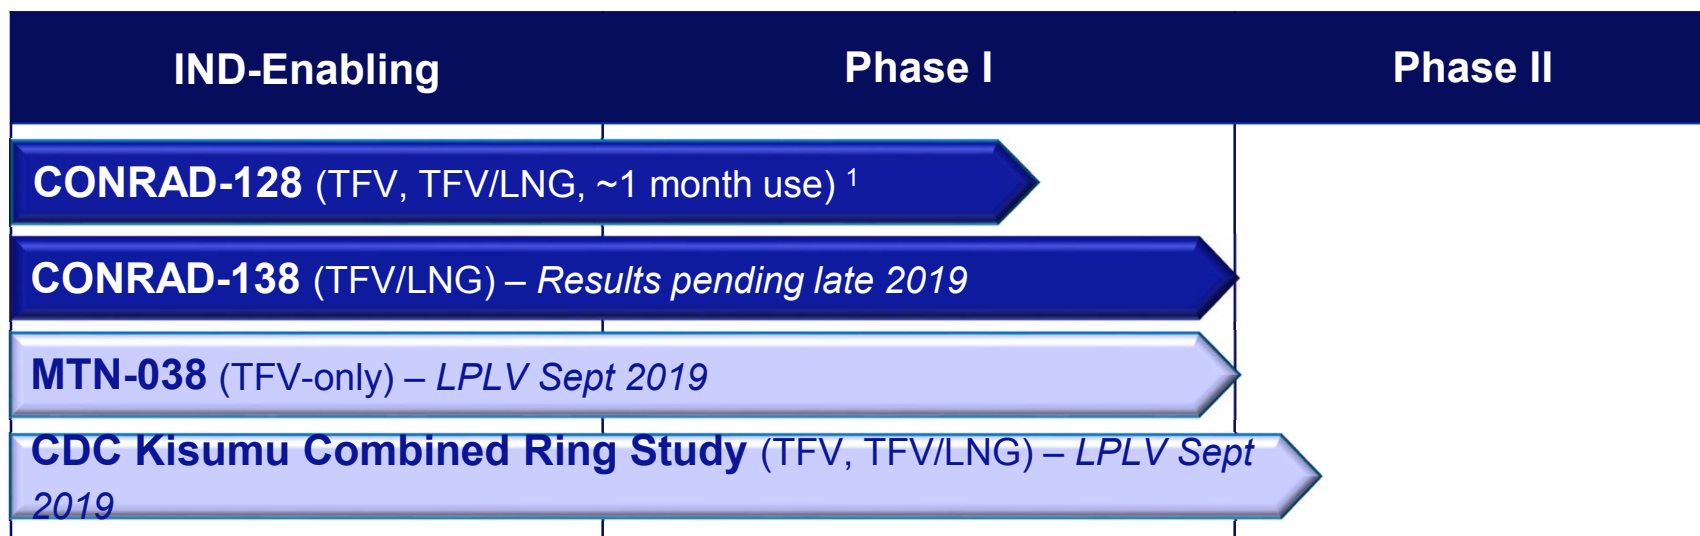 IND-Enabling Phase I Phase II
CONRAD-128 (TFV, TFV/LNG, ~1 month use) 1
CONRAD-138 (TFV/LNG) – Results pending late 2019
MTN-038 (TFV-only) – LPLV Sept 2019
CDC Kisumu Combined Ring Study (TFV, TFV/LNG) – LPLV Sept
2019